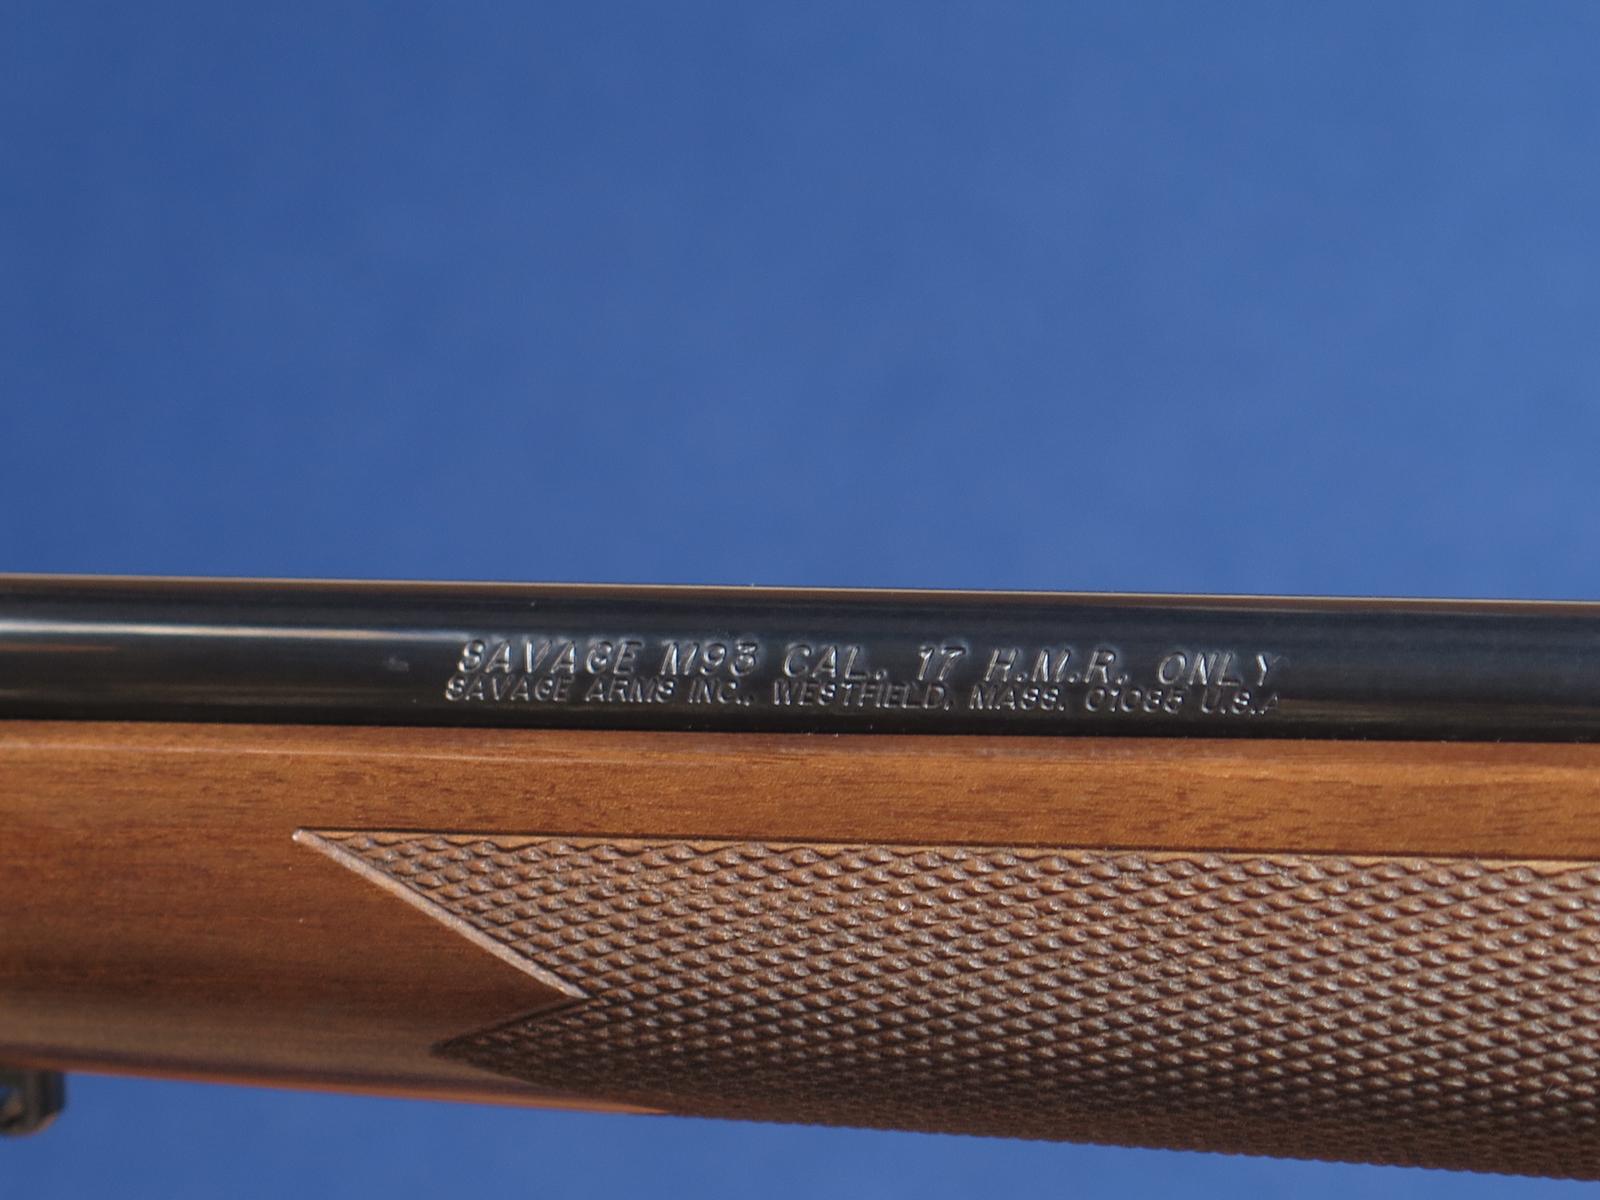 SAVAGE M93 CAL. 17 H.M.R. ONLY
SAVAGE ARMS INC., WESTFIELD, MASS. 01085 U.S.A